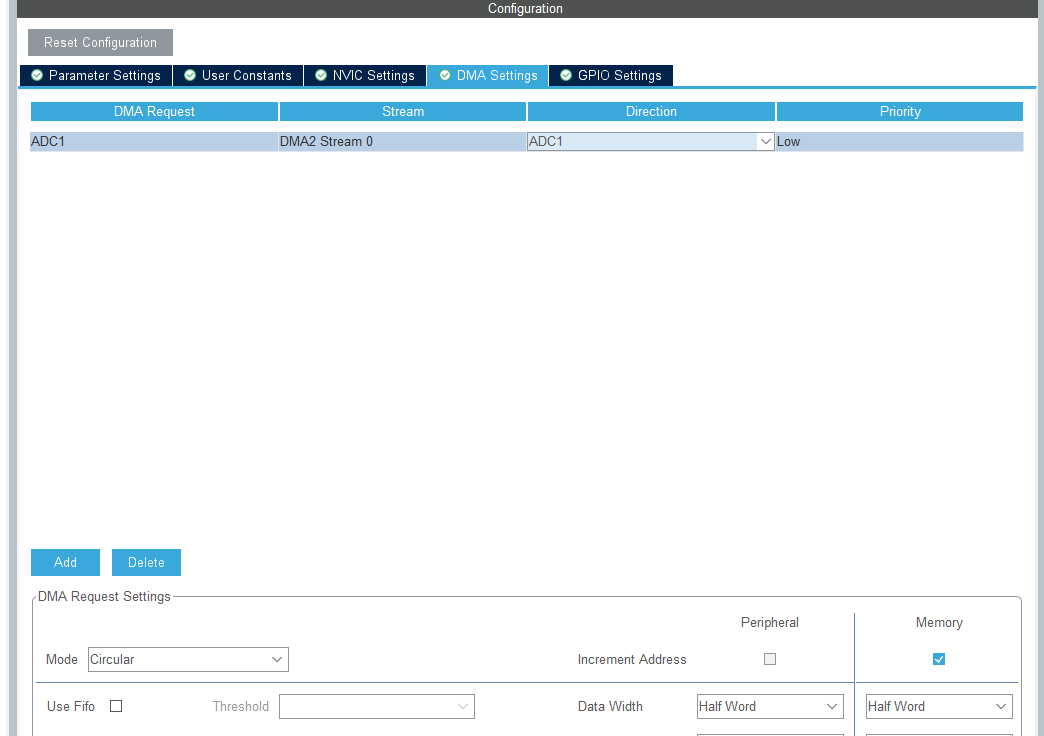 Configuration
Reset Configuration
Parameter Settings User Constants NVIC Settings DMA Settings GPIO Settings
DMA Request Stream Direction Priority
ADC1 DMA2 Stream 0 ADC1 Low
Add Delete
DMA Request Settings
Peripheral Memory
Mode Circular Increment Address
Use Fifo Threshold Data Width Half Word Half Word